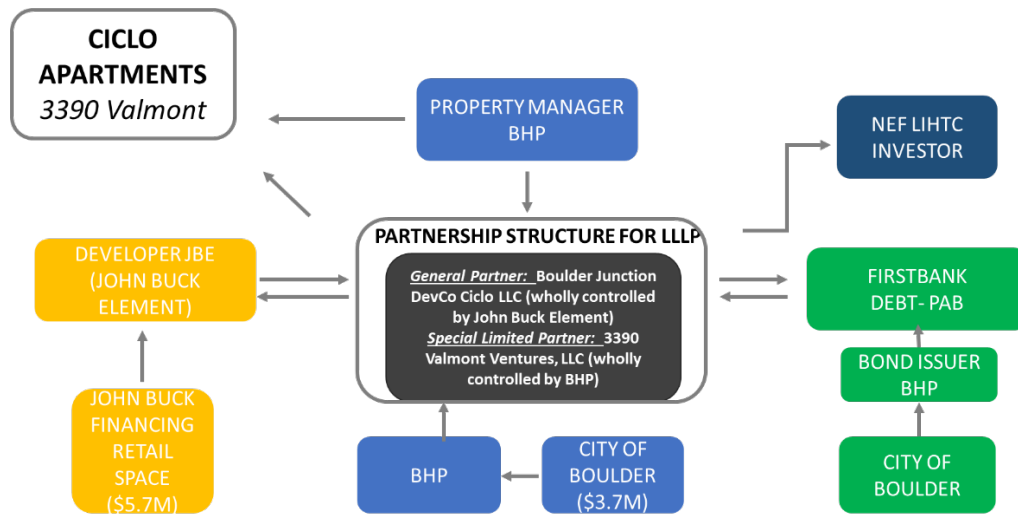 CICLO
APARTMENTS
3390 Valmont
PROPERTY MANAGER
BHP
NEF LIHTC
INVESTOR
DEVELOPER JBE
(JOHN BUCK
ELEMENT)
PARTNERSHIP STRUCTURE FOR LLLP
General Partner: Boulder Junction
DevCo Ciclo LLC (wholly controlled
by John Buck Element)
Special Limited Partner: 3390
Valmont Ventures, LLC (wholly
controlled by BHP)
FIRSTBANK
DEBT- PAB
BOND ISSUER
BHP
JOHN BUCK
FINANCING
RETAIL
SPACE
($5.7M)
BHP
CITY OF
BOULDER
($3.7M)
CITY OF
BOULDER